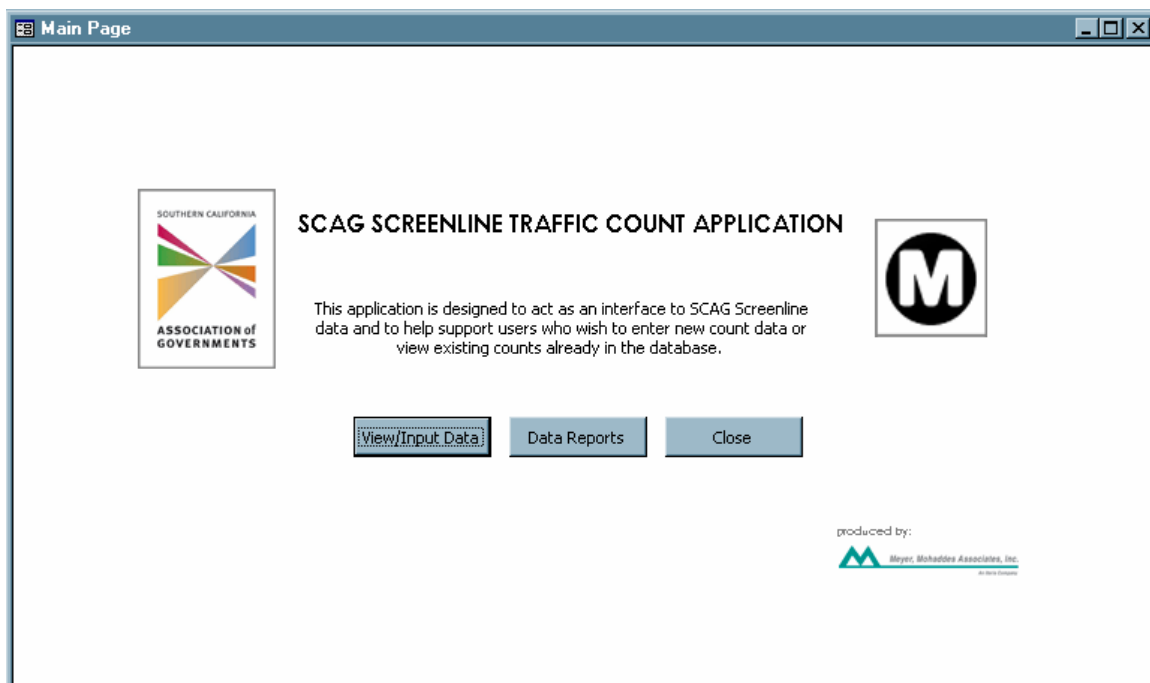 Main Page
SOUTHERN CALIFORNIA
ASSOCIATION of
GOVERNMENTS
SCAG SCREENLINE TRAFFIC COUNT APPLICATION
M
This application is designed to act as an interface to SCAG Screenline
data and to help support users who wish to enter new count data or
view existing counts already in the database.
View/Input Data
Data Reports
Close
produced by:
Meyer, Mohaddes Associates, Inc.
An Iteris Company